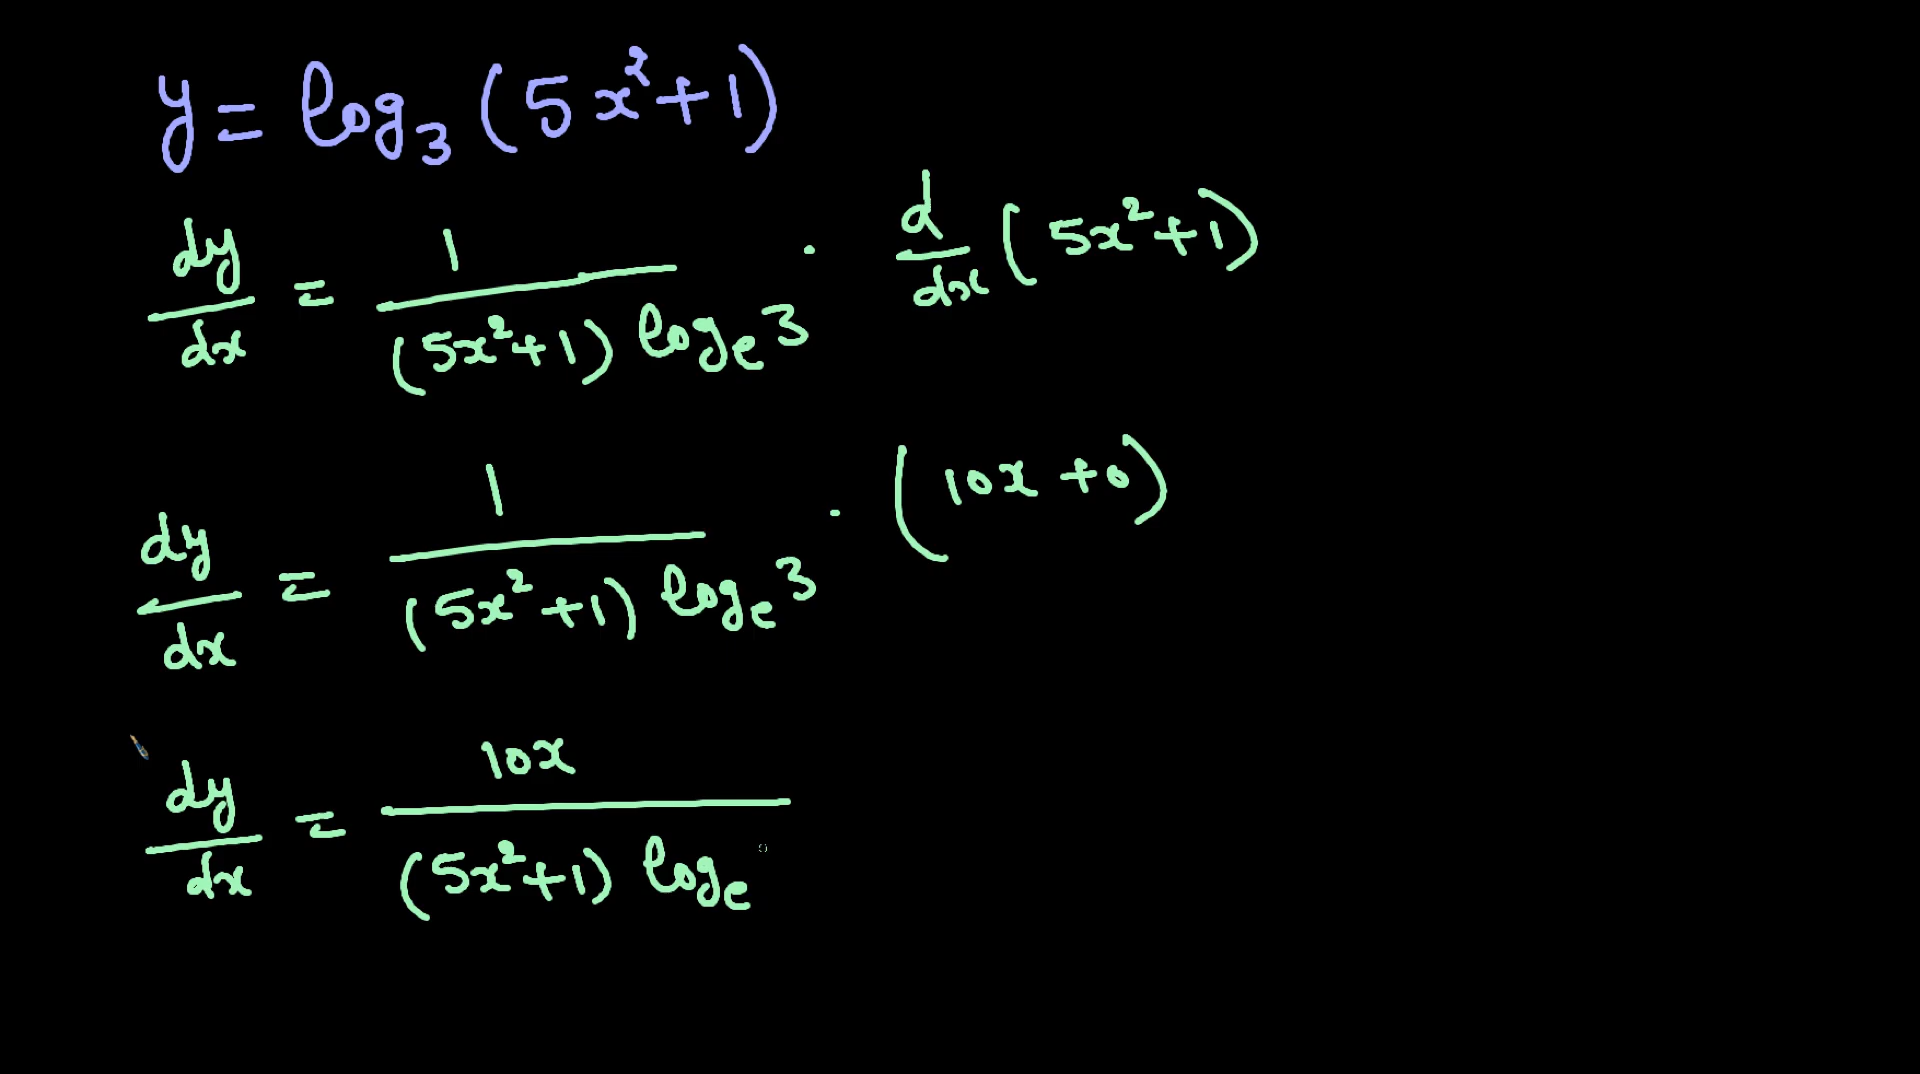 y = log₃ (5x²+1)
dy/dx = 1/((5x²+1) logₑ3) · d/dx (5x²+1)
dy/dx = 1/((5x²+1) logₑ3) · (10x+0)
dy/dx = 10x/((5x²+1) logₑ